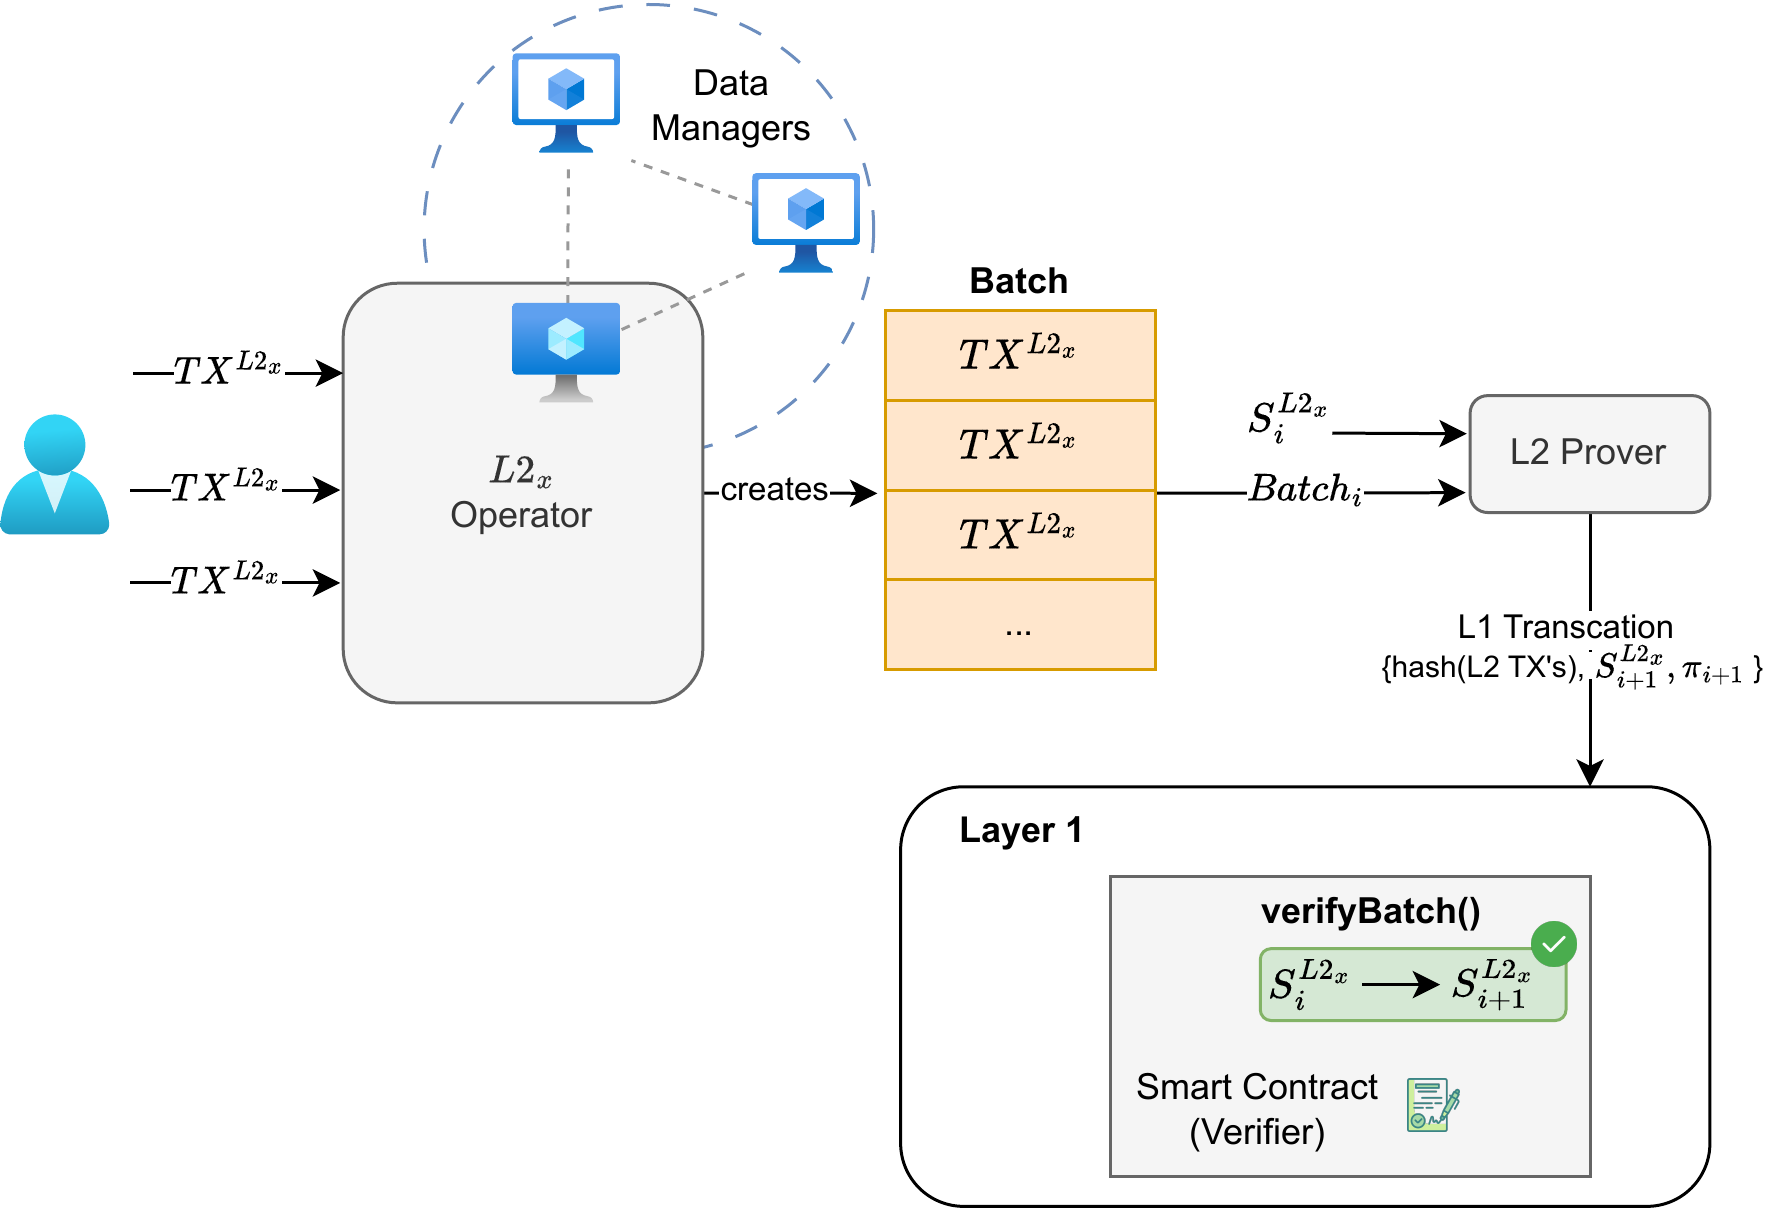 Data
Managers
$TX^{L2_x}$
$TX^{L2_x}$
$TX^{L2_x}$
$L2_x$
Operator
creates
Batch
$TX^{L2_x}$
$TX^{L2_x}$
$TX^{L2_x}$
...
$S_i^{L2_x}$
$Batch_i$
L2 Prover
L1 Transcation
{hash(L2 TX's), $S_{i+1}^{L2_x}, \pi_{i+1}$ }
Layer 1
verifyBatch()
$S_i^{L2_x}$ → $S_{i+1}^{L2_x}$
Smart Contract
(Verifier)